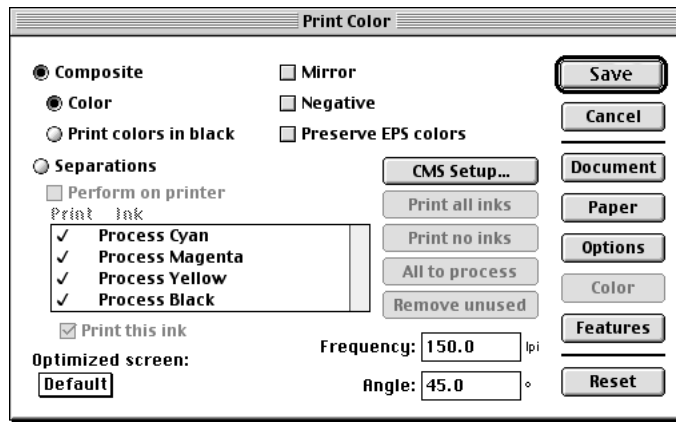 Print Color
Composite
Mirror
Save
Color
Negative
Cancel
Print colors in black
Preserve EPS colors
Separations
CMS Setup...
Document
Perform on printer
Print all inks
Paper
Print Ink
✓ Process Cyan
Print no inks
✓ Process Magenta
Options
✓ Process Yellow
All to process
Color
✓ Process Black
Remove unused
Print this ink
Features
Frequency: 150.0 lpi
Optimized screen:
Default
Angle: 45.0 °
Reset